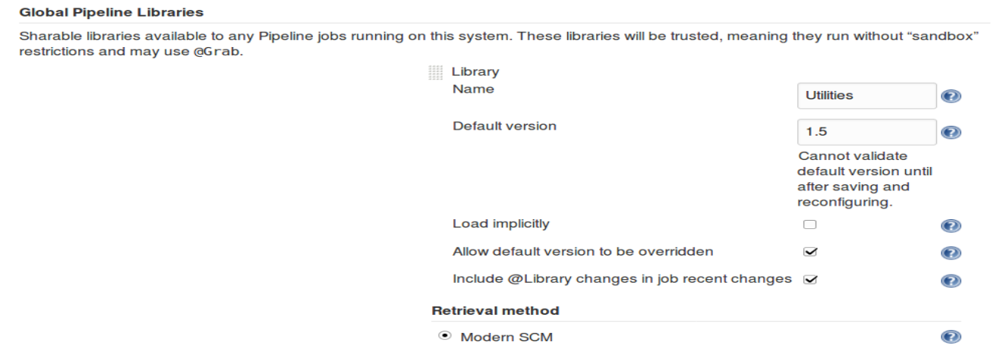 Global Pipeline Libraries
Sharable libraries available to any Pipeline jobs running on this system. These libraries will be trusted, meaning they run without “sandbox”
restrictions and may use @Grab.
Library
Name
Utilities
Default version
1.5
Cannot validate
default version until
after saving and
reconfiguring.
Load implicitly
Allow default version to be overridden
Include @Library changes in job recent changes
Retrieval method
Modern SCM